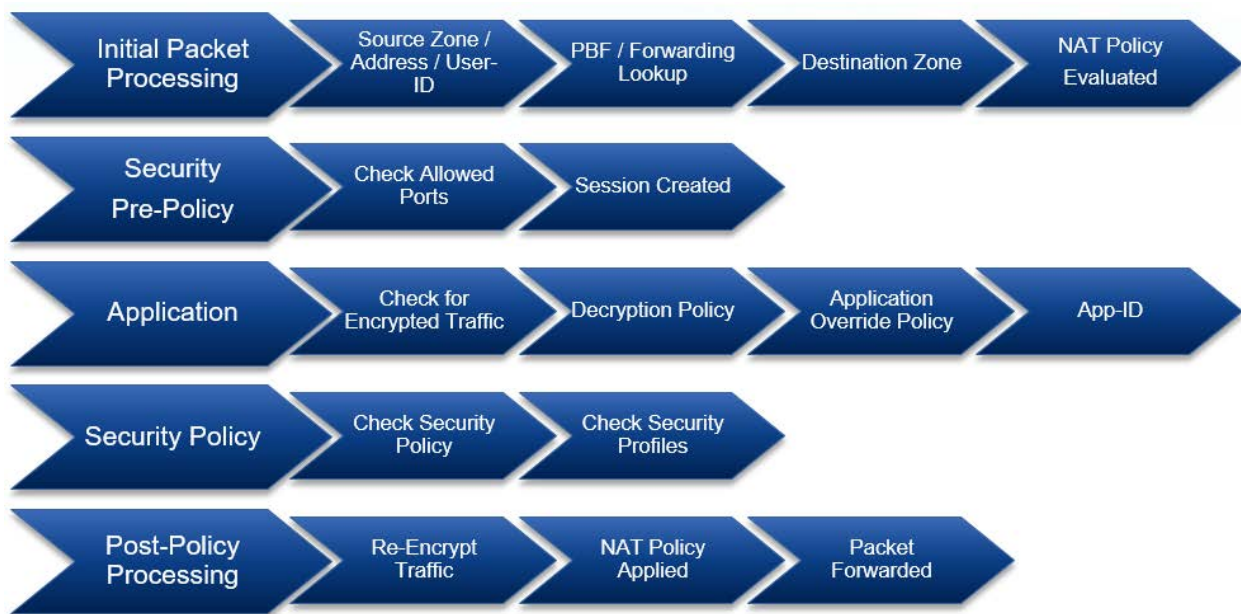 Initial Packet
Processing
Source Zone /
Address / User-
ID
PBF / Forwarding
Lookup
Destination Zone
NAT Policy
Evaluated
Security
Pre-Policy
Check Allowed
Ports
Session Created
Application
Check for
Encrypted Traffic
Decryption Policy
Application
Override Policy
App-ID
Security Policy
Check Security
Policy
Check Security
Profiles
Post-Policy
Processing
Re-Encrypt
Traffic
NAT Policy
Applied
Packet
Forwarded